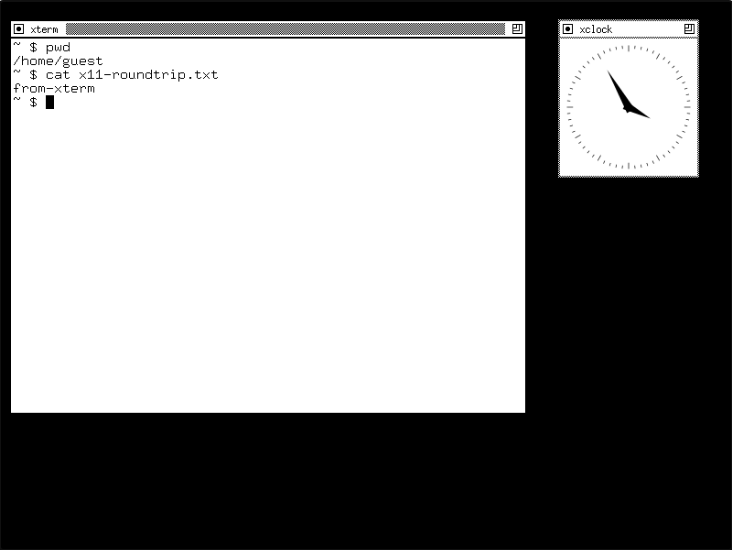 xterm
~ $ pwd
/home/guest
~ $ cat x11-roundtrip.txt
from-xterm
~ $
xclock